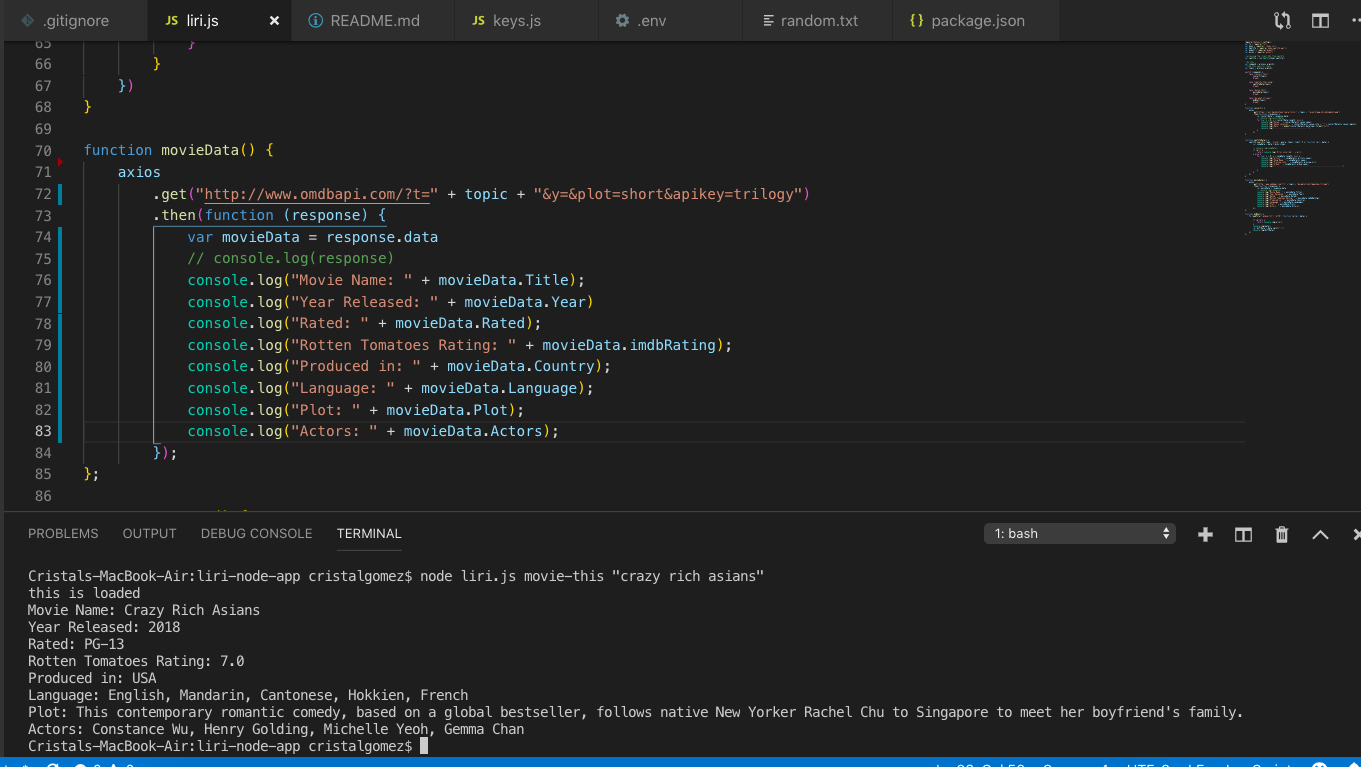 .gitignore JS liri.js × README.md JS keys.js .env random.txt {} package.json
65 }
66 }
67 })
68 }
69
70 function movieData() {
71 axios
72 .get("http://www.omdbapi.com/?t=" + topic + "&y=&plot=short&apikey=trilogy")
73 .then(function (response) {
74 var movieData = response.data
75 // console.log(response)
76 console.log("Movie Name: " + movieData.Title);
77 console.log("Year Released: " + movieData.Year)
78 console.log("Rated: " + movieData.Rated);
79 console.log("Rotten Tomatoes Rating: " + movieData.imdbRating);
80 console.log("Produced in: " + movieData.Country);
81 console.log("Language: " + movieData.Language);
82 console.log("Plot: " + movieData.Plot);
83 console.log("Actors: " + movieData.Actors);
84 });
85 };
86
PROBLEMS OUTPUT DEBUG CONSOLE TERMINAL 1: bash
Cristals-MacBook-Air:liri-node-app cristalgomez$ node liri.js movie-this "crazy rich asians"
this is loaded
Movie Name: Crazy Rich Asians
Year Released: 2018
Rated: PG-13
Rotten Tomatoes Rating: 7.0
Produced in: USA
Language: English, Mandarin, Cantonese, Hokkien, French
Plot: This contemporary romantic comedy, based on a global bestseller, follows native New Yorker Rachel Chu to Singapore to meet her boyfriend's family.
Actors: Constance Wu, Henry Golding, Michelle Yeoh, Gemma Chan
Cristals-MacBook-Air:liri-node-app cristalgomez$